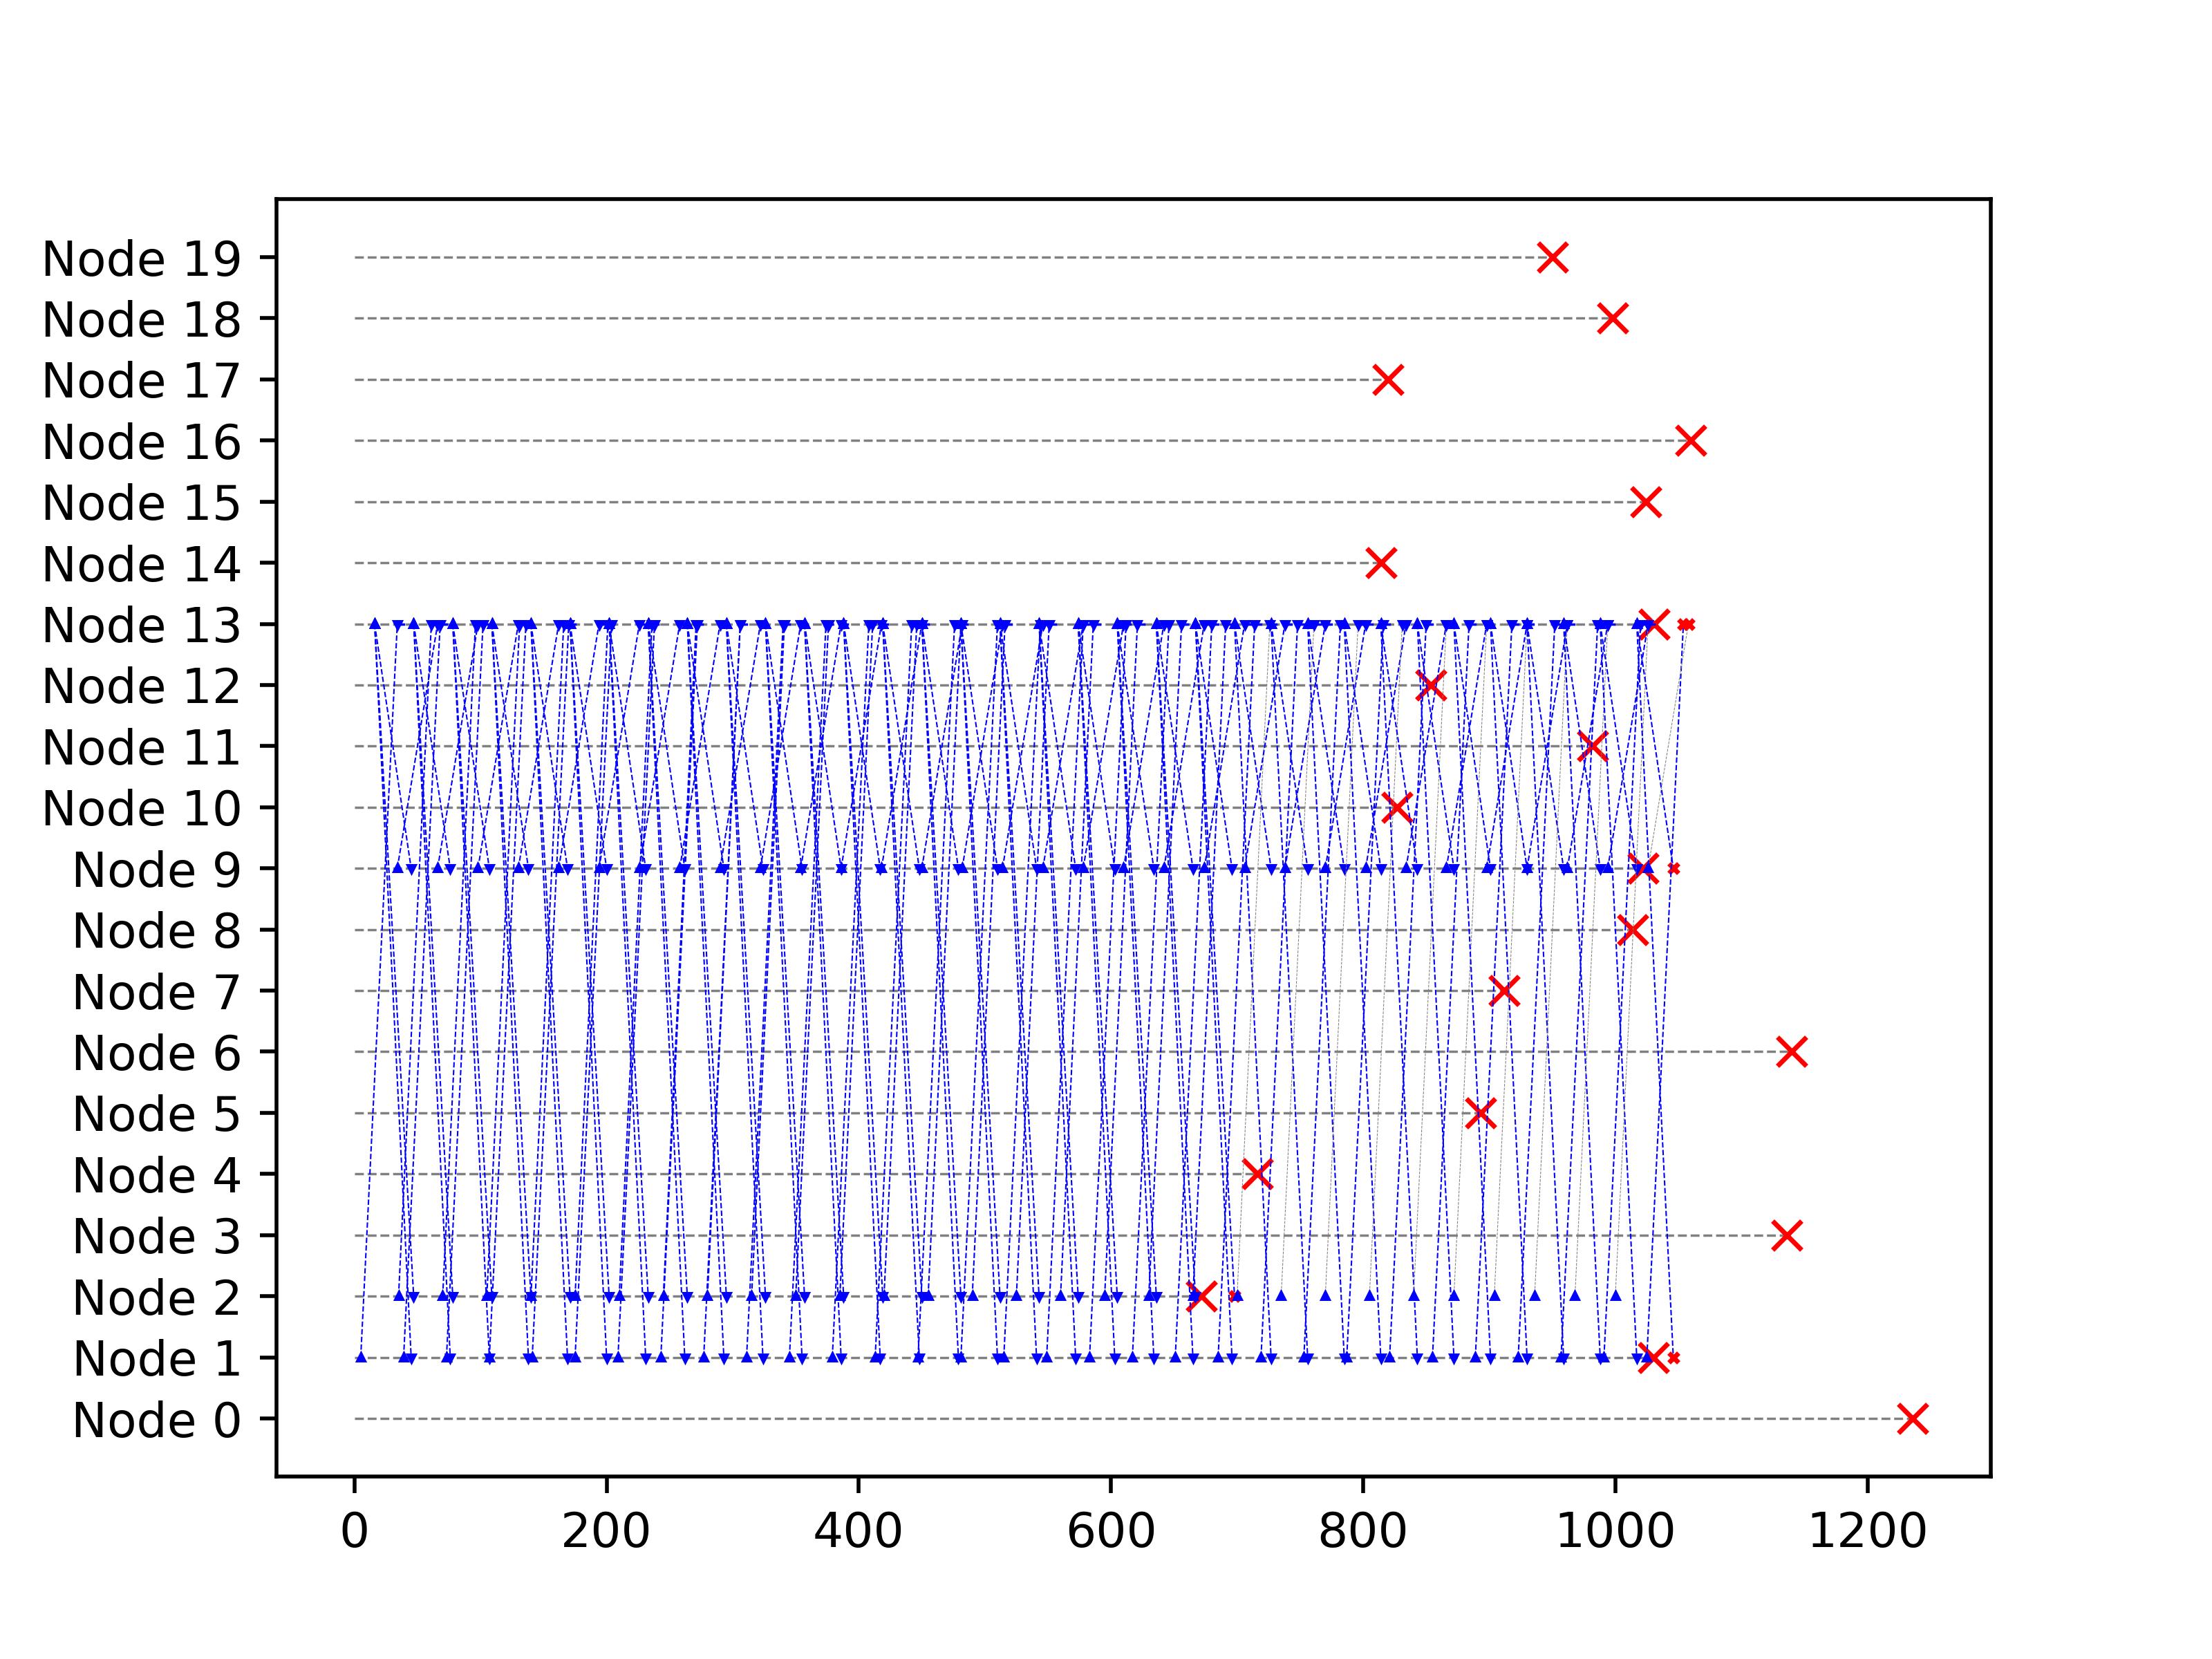 Node 19
Node 18
Node 17
Node 16
Node 15
Node 14
Node 13
Node 12
Node 11
Node 10
Node 9
Node 8
Node 7
Node 6
Node 5
Node 4
Node 3
Node 2
Node 1
Node 0
0 200 400 600 800 1000 1200